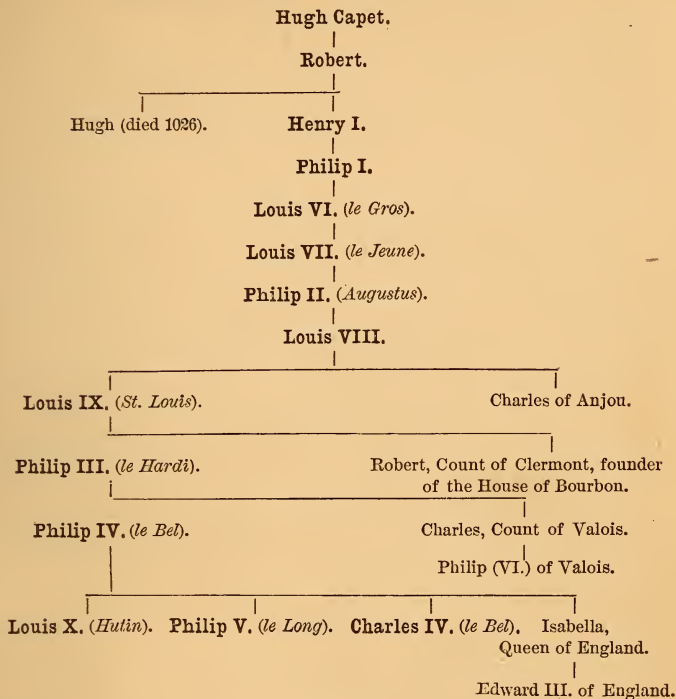 Hugh Capet.
Robert.
Hugh (died 1026). Henry I.
Philip I.
Louis VI. (le Gros).
Louis VII. (le Jeune).
Philip II. (Augustus).
Louis VIII.
Louis IX. (St. Louis). Charles of Anjou.
Philip III. (le Hardi). Robert, Count of Clermont, founder
of the House of Bourbon.
Philip IV. (le Bel). Charles, Count of Valois.
Philip (VI.) of Valois.
Louis X. (Hutin). Philip V. (le Long). Charles IV. (le Bel). Isabella,
Queen of England.
Edward III. of England.